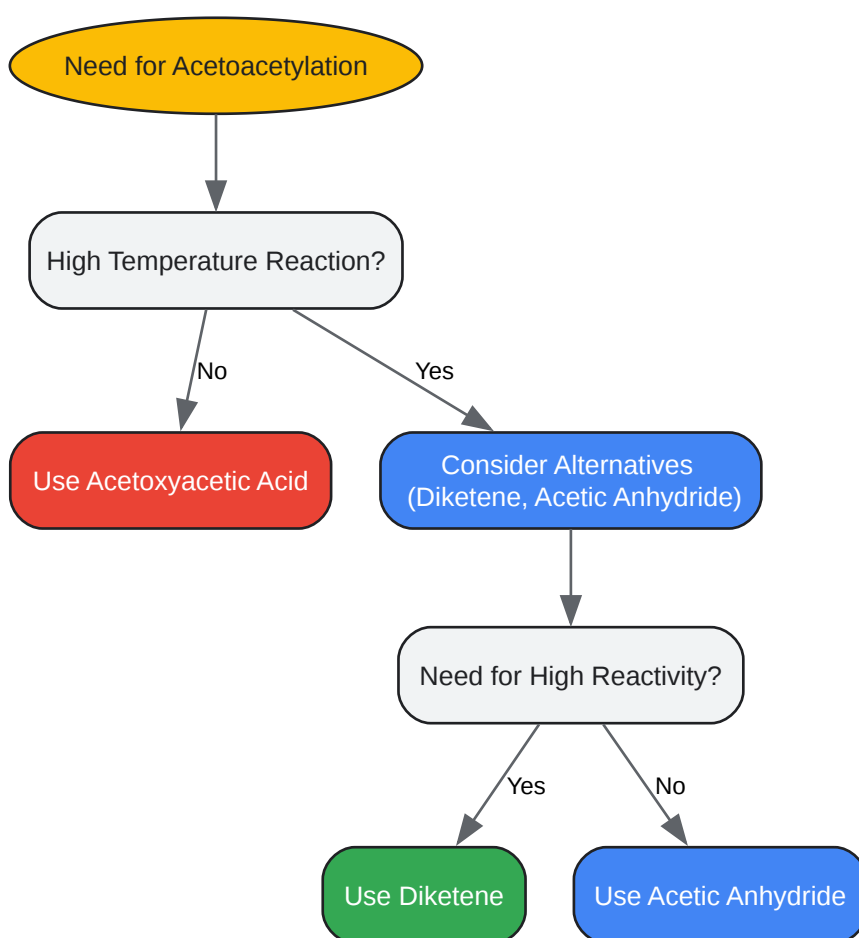 Need for Acetoacetylation
High Temperature Reaction?
No
Yes
Use Acetoxyacetic Acid
Consider Alternatives
(Diketene, Acetic Anhydride)
Need for High Reactivity?
Yes
No
Use Diketene
Use Acetic Anhydride